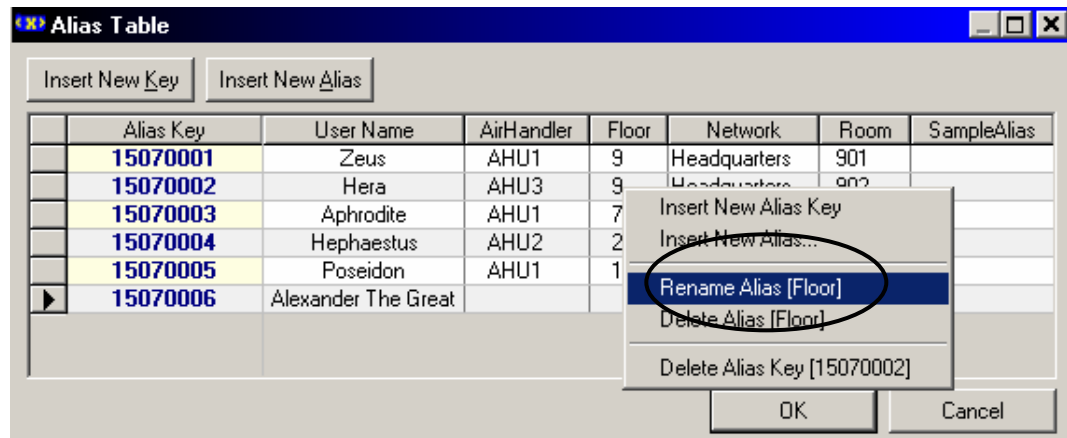 Alias Table
Insert New Key Insert New Alias
Alias Key User Name AirHandler Floor Network Room SampleAlias
15070001 Zeus AHU1 9 Headquarters 901
15070002 Hera AHU3 9 Headquarters 902
15070003 Aphrodite AHU1 7
15070004 Hephaestus AHU2 2
15070005 Poseidon AHU1 1
15070006 Alexander The Great
Insert New Alias Key
Insert New Alias...
Rename Alias [Floor]
Delete Alias [Floor]
Delete Alias Key [15070002]
OK Cancel